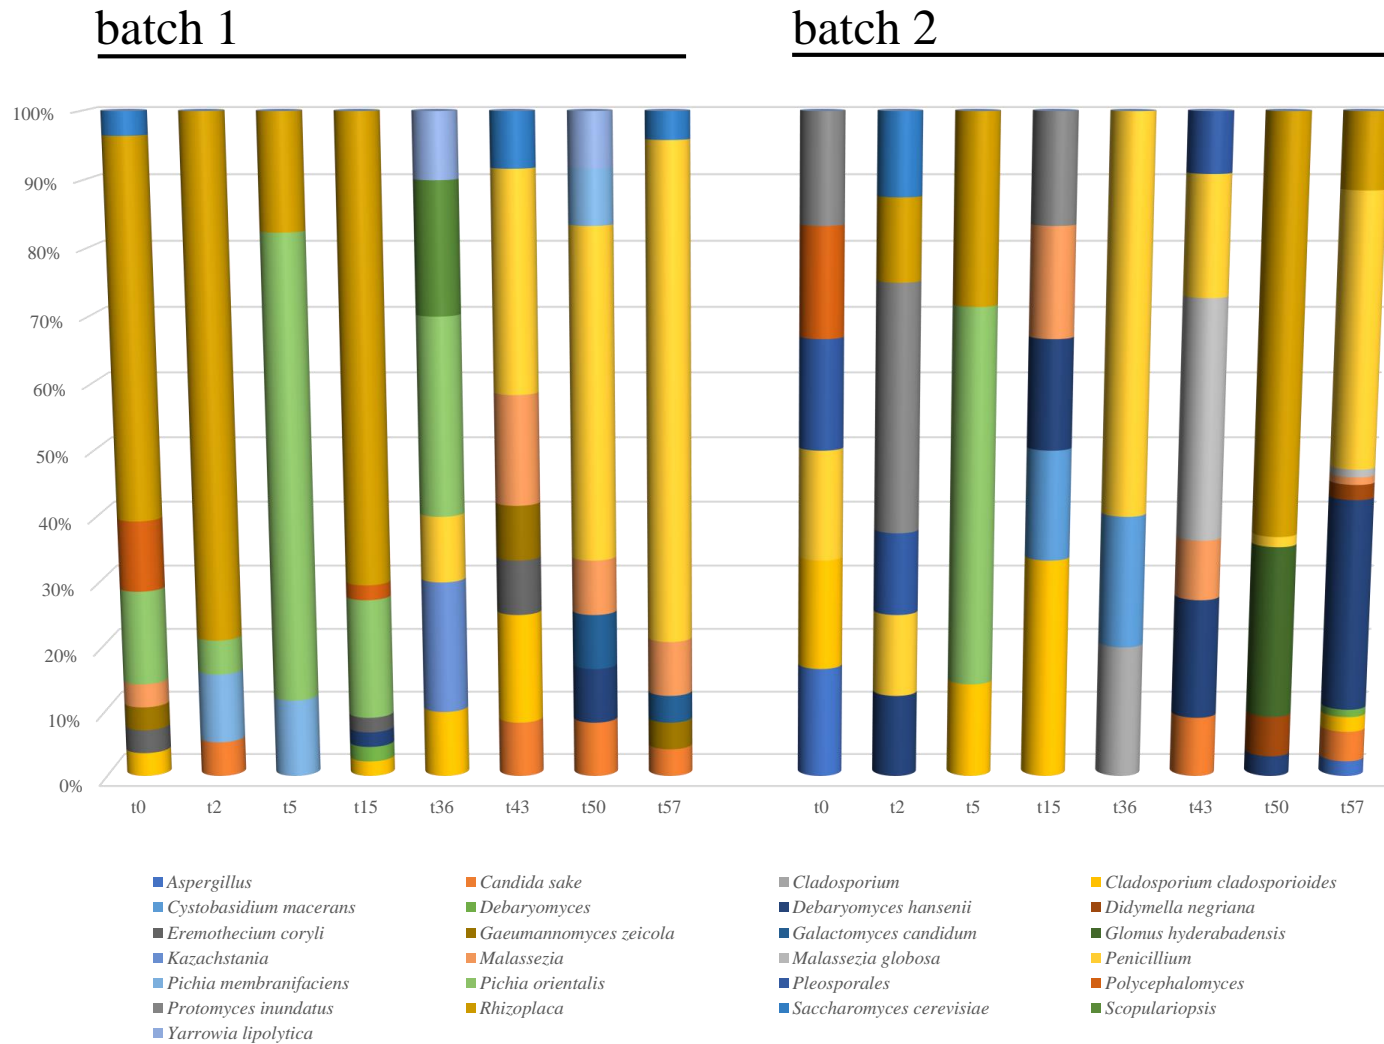 batch 1 batch 2
100%
90%
80%
70%
60%
50%
40%
30%
20%
10%
0%
t0 t2 t5 t15 t36 t43 t50 t57 t0 t2 t5 t15 t36 t43 t50 t57
Aspergillus Candida sake Cladosporium Cladosporium cladosporioides
Cystobasidium macerans Debaryomyces Debaryomyces hansenii Didymella negriana
Eremothecium coryli Gaeumannomyces zeicola Galactomyces candidum Glomus hyderabadensis
Kazachstania Malassezia Malassezia globosa Penicillium
Pichia membranifaciens Pichia orientalis Pleosporales Polycephalomyces
Protomyces inundatus Rhizoplaca Saccharomyces cerevisiae Scopulariopsis
Yarrowia lipolytica